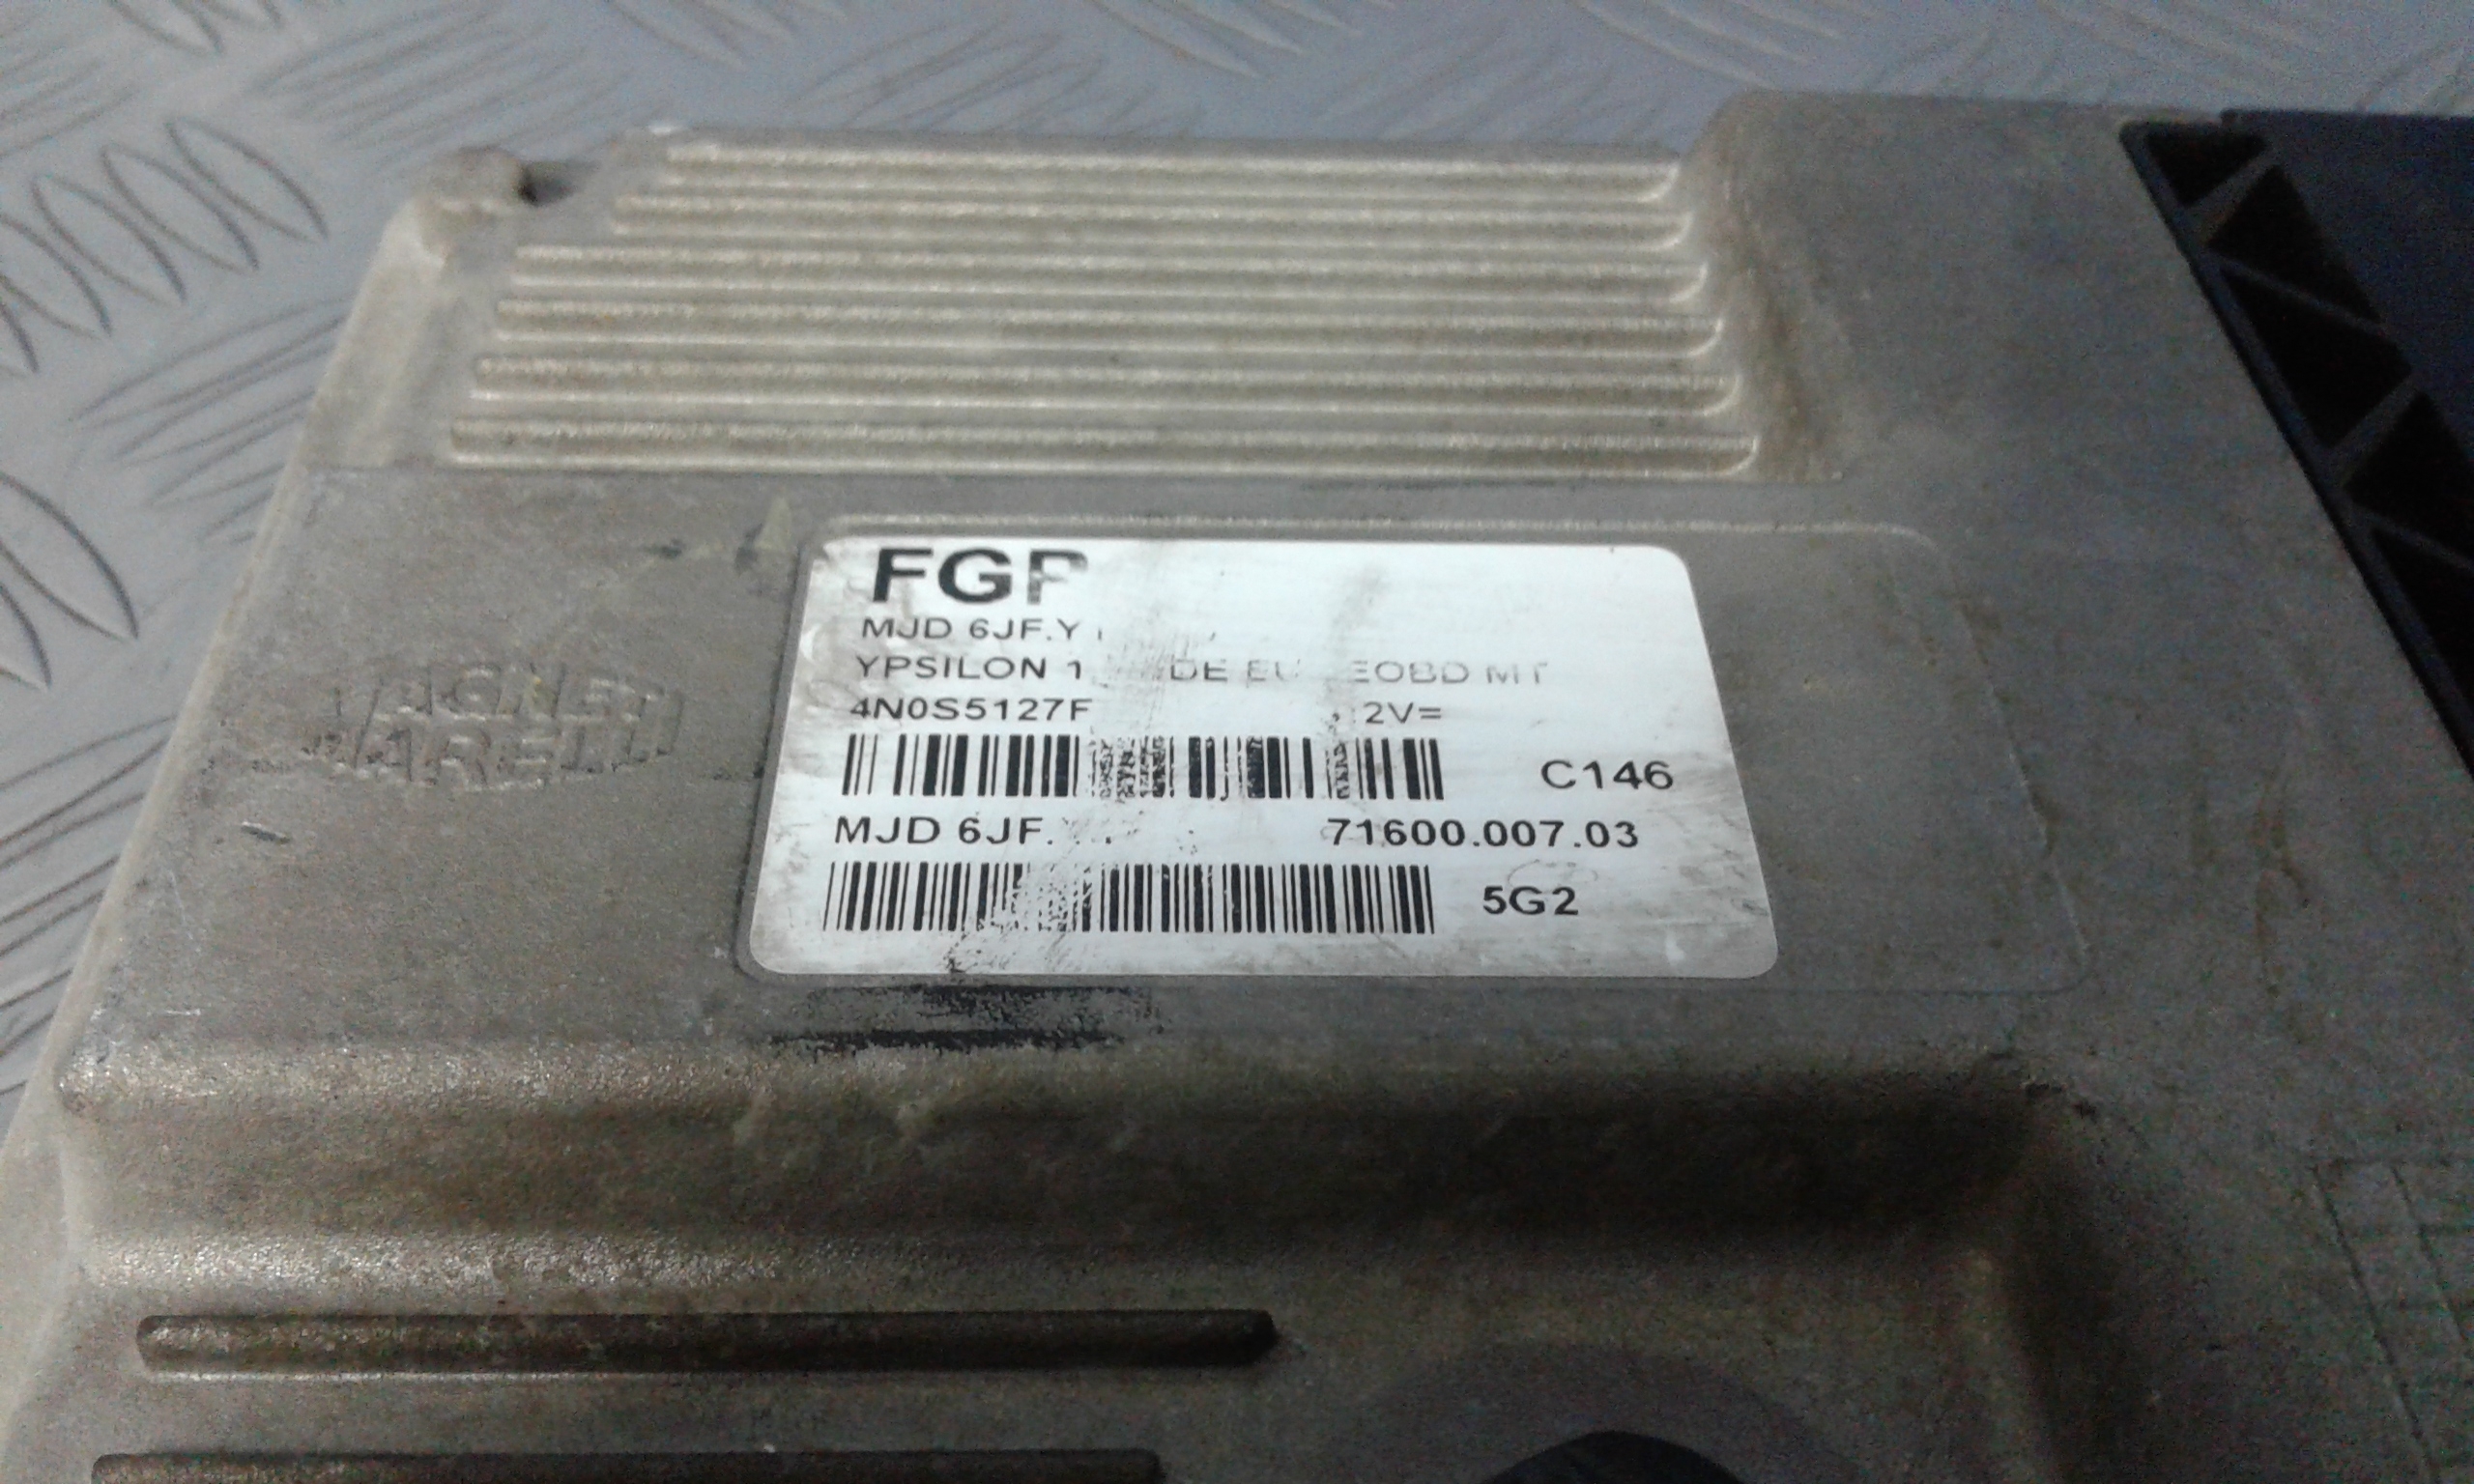 MAGNETI
MARELLI
FGP
MJD 6JF.Y
YPSILON 1 DE EOBD MT
4N0S5127F 2V=
C146
MJD 6JF. 71600.007.03
5G2